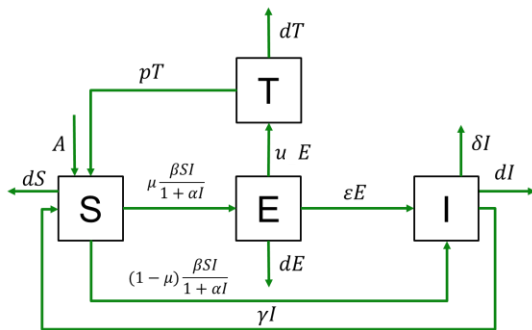 dT
pT
T
A
u E
δI
dS
S
μ βSI / 1 + αI
E
εE
I
dI
(1 − μ) βSI / 1 + αI
dE
γI